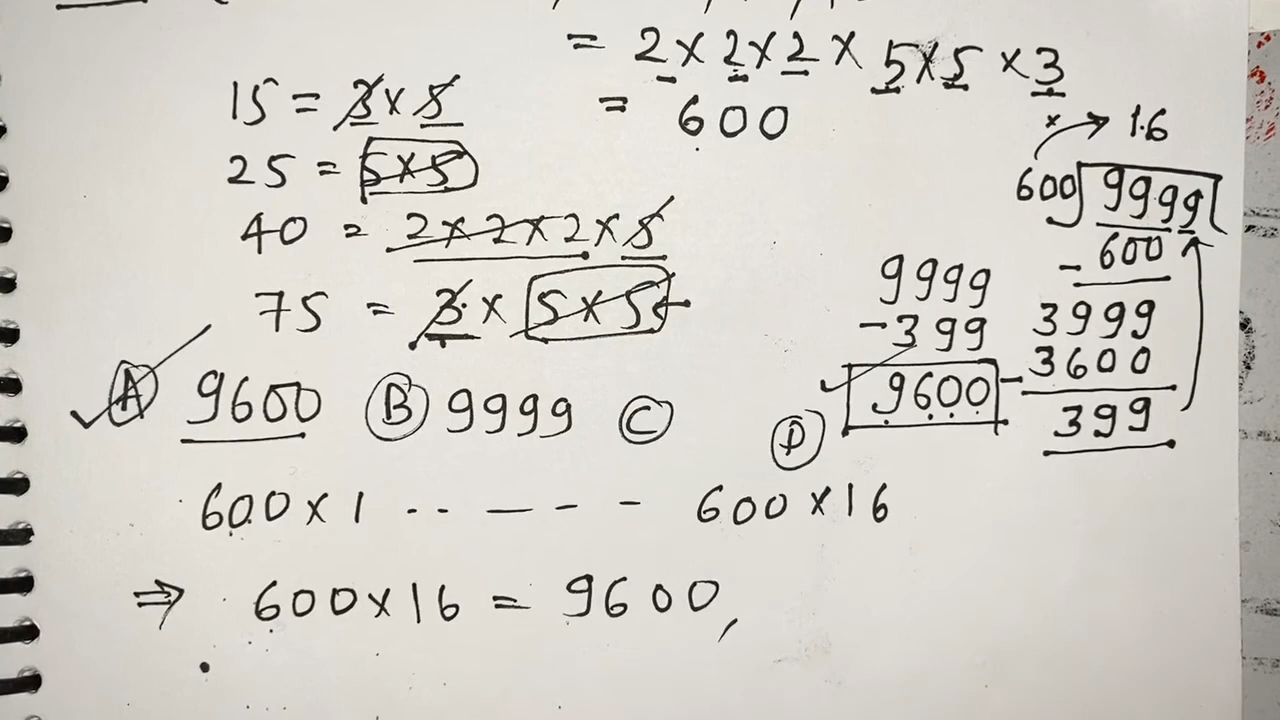 = 2 × 2 × 2 × 5 × 5 × 3
= 600
15 = 3 × 5
25 = 5 × 5
40 = 2 × 2 × 2 × 5
75 = 3 × 5 × 5
× → 16
600 9999
- 600
3999
- 3600
399
9999
- 399
9600
A 9600 B 9999 C D
600 × 1 .. - - - - 600 × 16
⇒ 600 × 16 = 9600,